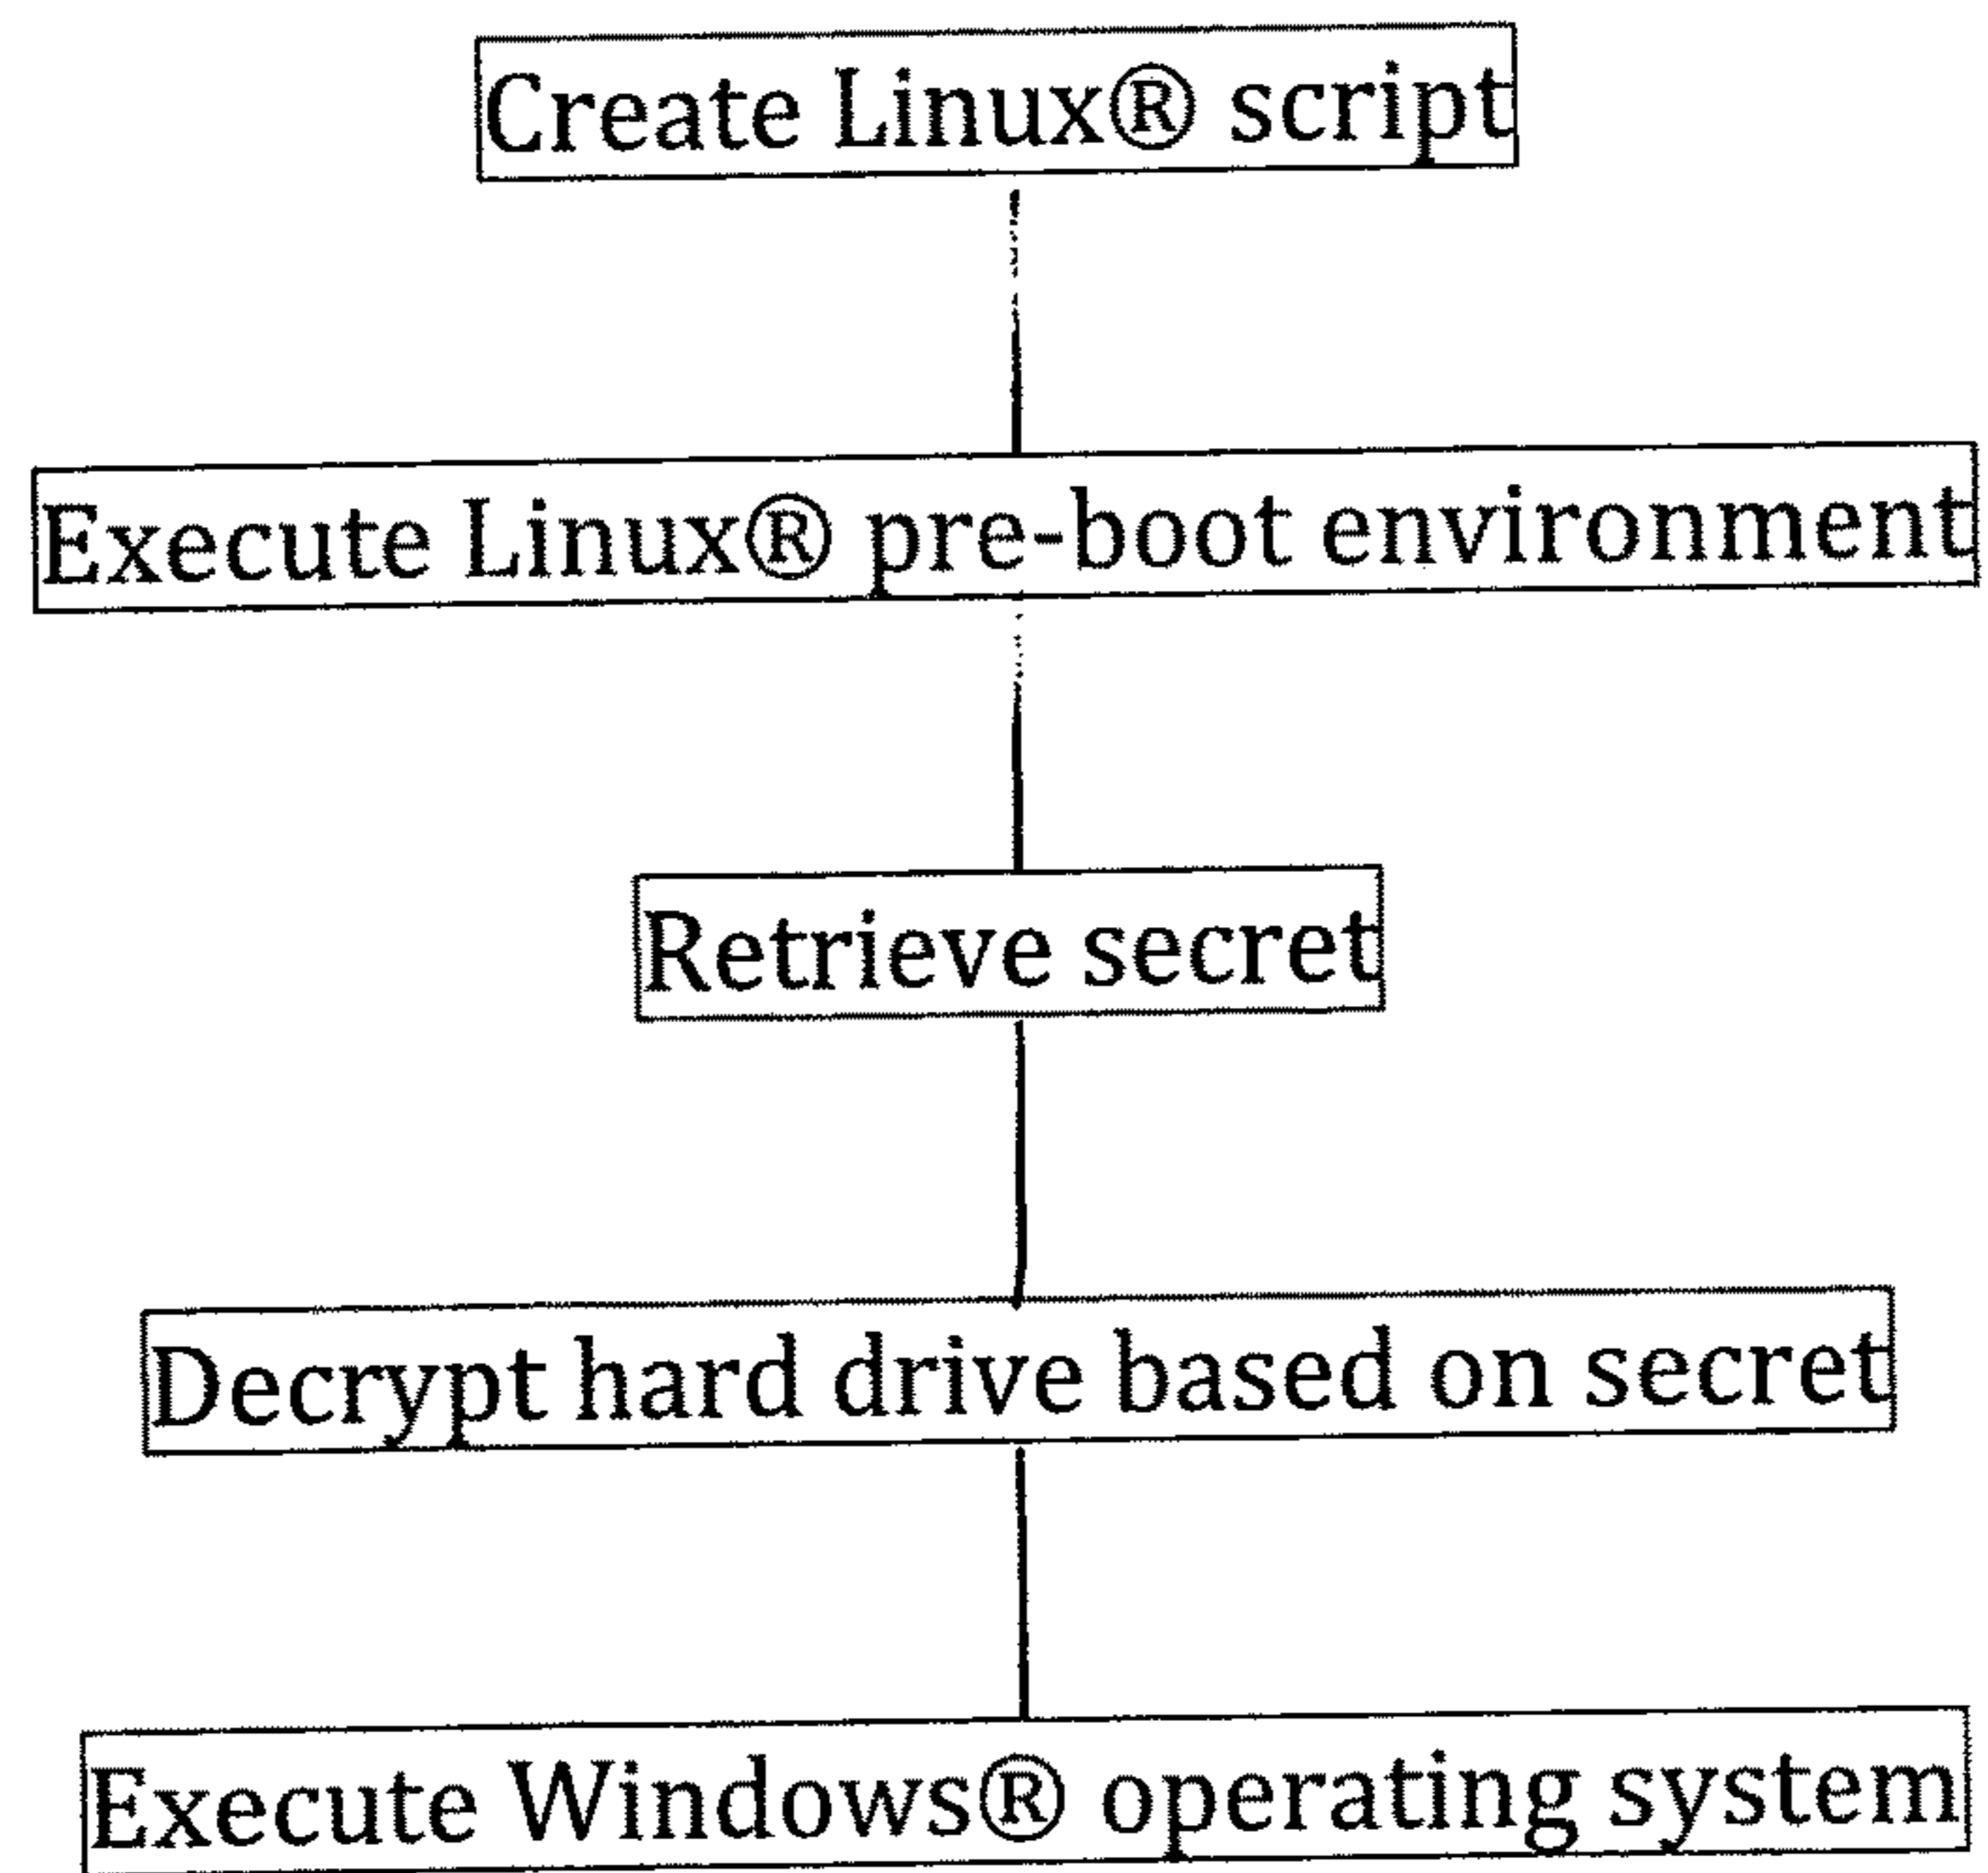 Create Linux® script
Execute Linux® pre-boot environment
Retrieve secret
Decrypt hard drive based on secret
Execute Windows® operating system